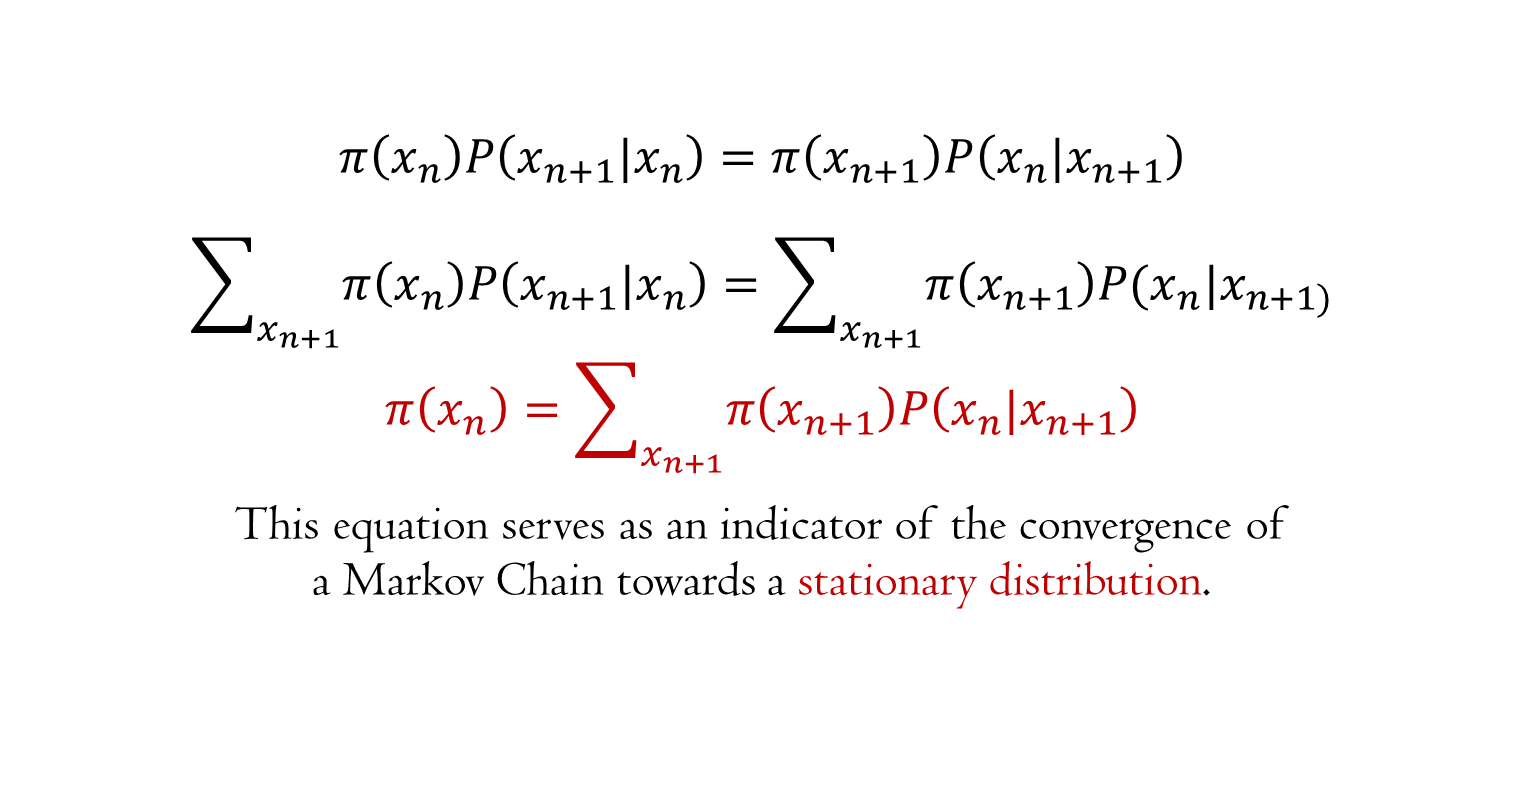 π(xₙ)P(xₙ₊₁|xₙ) = π(xₙ₊₁)P(xₙ|xₙ₊₁)
∑ₓₙ₊₁ π(xₙ)P(xₙ₊₁|xₙ) = ∑ₓₙ₊₁ π(xₙ₊₁)P(xₙ|xₙ₊₁₎
π(xₙ) = ∑ₓₙ₊₁ π(xₙ₊₁)P(xₙ|xₙ₊₁)
This equation serves as an indicator of the convergence of
a Markov Chain towards a stationary distribution.